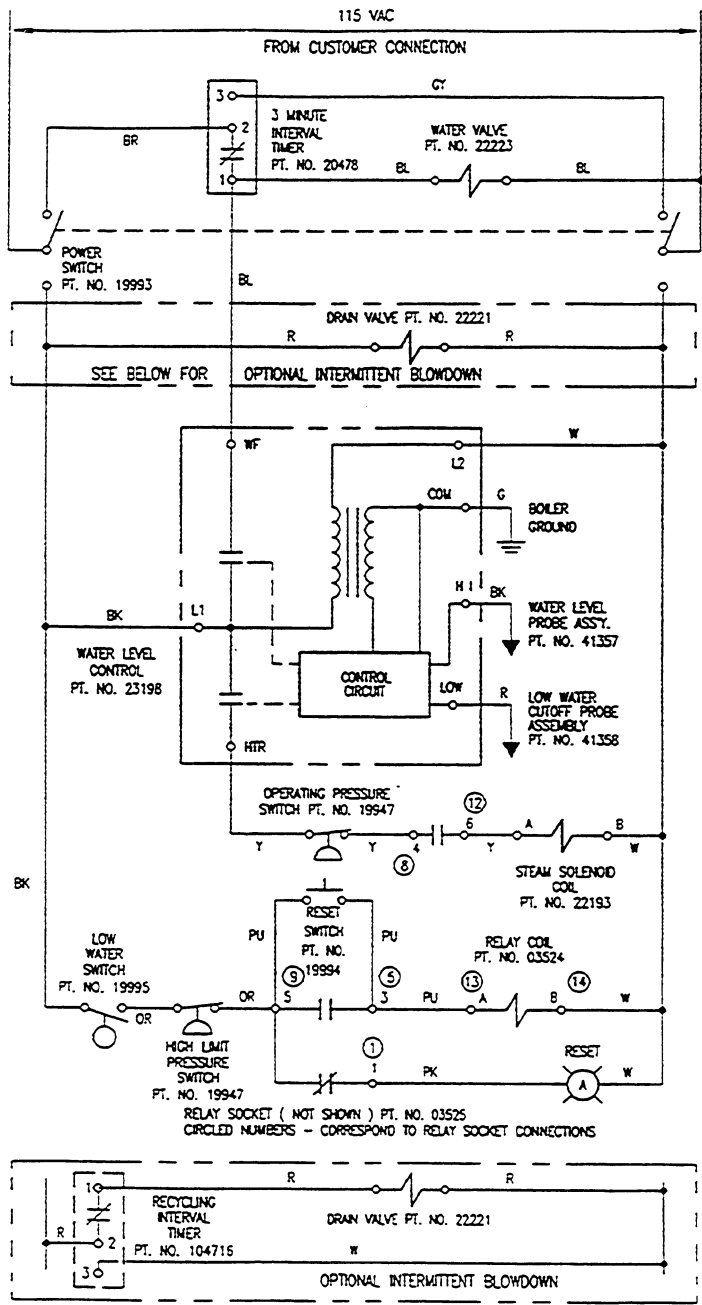 115 VAC
FROM CUSTOMER CONNECTION
GY
3
3 MINUTE
INTERVAL
TIMER
PT. NO. 20478
WATER VALVE
PT. NO. 22223
BR
2
1
BL
BL
POWER
SWITCH
PT. NO. 19993
BL
DRAIN VALVE PT. NO. 22221
R
R
SEE BELOW FOR OPTIONAL INTERMITTENT BLOWDOWN
WF
L2
W
COM
G
BOILER
GROUND
H I
BK
WATER LEVEL
PROBE ASS'Y.
PT. NO. 41357
BK
L1
WATER LEVEL
CONTROL
PT. NO. 23198
CONTROL
CIRCUIT
LOW
R
LOW WATER
CUTOFF PROBE
ASSEMBLY
PT. NO. 41358
HTR
OPERATING PRESSURE
SWITCH PT. NO. 19947
12
6
A
B
Y
Y
4
Y
W
8
STEAM SOLENOID
COIL
PT. NO. 22193
BK
RESET
SWITCH
PT. NO.
19994
PU
PU
LOW
WATER
SWITCH
PT. NO. 19995
RELAY COIL
PT. NO. 03524
9
5
13
14
OR
OR
5
3
PU
A
B
W
HIGH LIMIT
PRESSURE
SWITCH
PT. NO. 19947
1
1
PK
RESET
A
W
RELAY SOCKET ( NOT SHOWN ) PT. NO. 03525
CIRCLED NUMBERS - CORRESPOND TO RELAY SOCKET CONNECTIONS
1
R
R
RECYCLING
INTERVAL
TIMER
PT. NO. 104716
DRAIN VALVE PT. NO. 22221
R
2
W
3
OPTIONAL INTERMITTENT BLOWDOWN